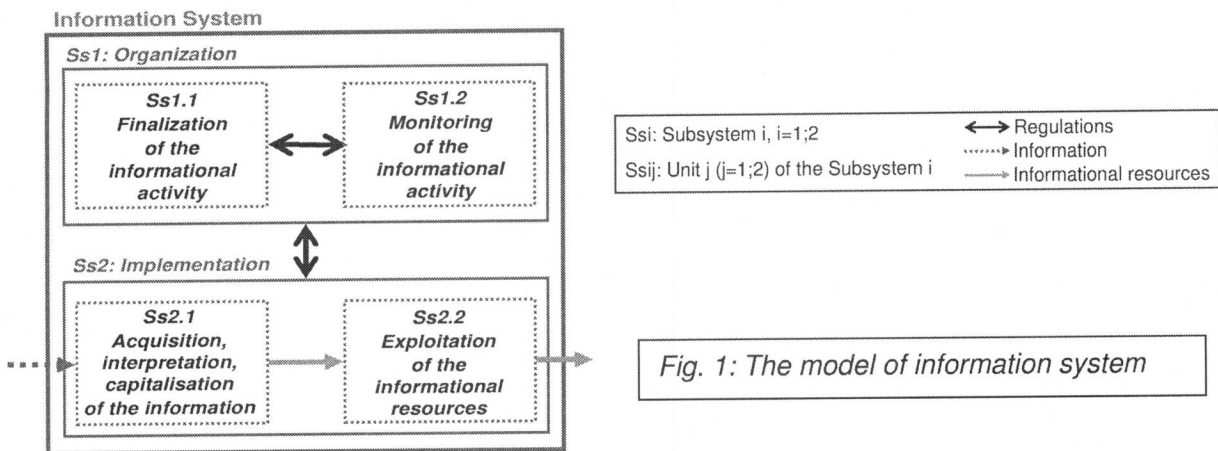 Information System
Ss1: Organization
Ss1.1
Finalization
of the
informational
activity
Ss1.2
Monitoring
of the
informational
activity
Ss2: Implementation
Ss2.1
Acquisition,
interpretation,
capitalisation
of the information
Ss2.2
Exploitation
of the
informational
resources
Ssi: Subsystem i, i=1;2
Ssij: Unit j (j=1;2) of the Subsystem i
Regulations
Information
Informational resources
Fig. 1: The model of information system